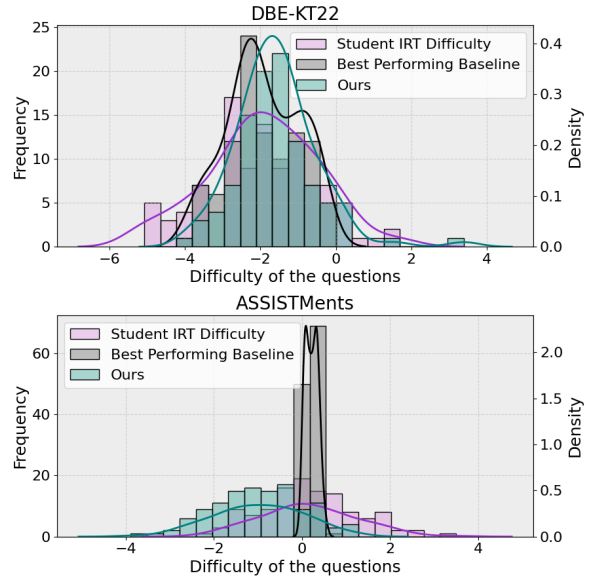 DBE-KT22
Student IRT Difficulty
Best Performing Baseline
Ours
Frequency
25
20
15
10
5
0
Density
0.4
0.3
0.2
0.1
0.0
−6 −4 −2 0 2 4
Difficulty of the questions
ASSISTMents
Student IRT Difficulty
Best Performing Baseline
Ours
Frequency
60
40
20
0
Density
2.0
1.5
1.0
0.5
0.0
−4 −2 0 2 4
Difficulty of the questions